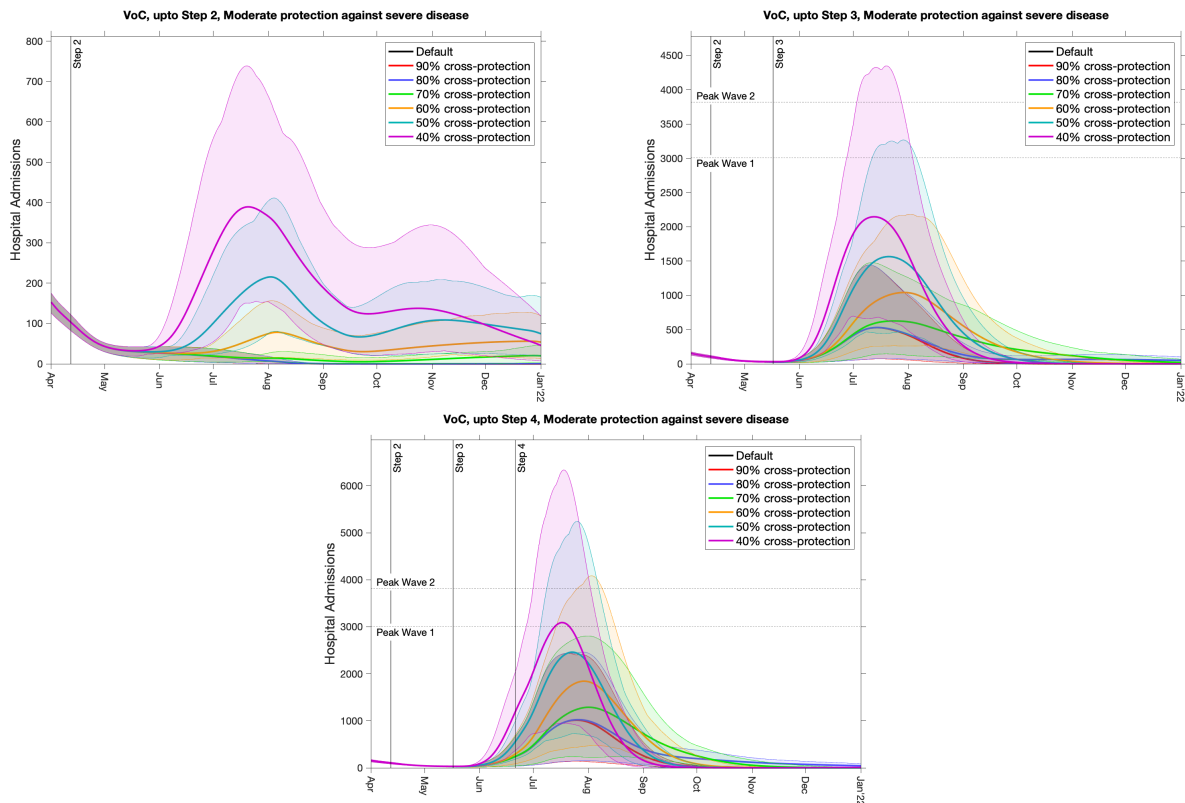 VoC, upto Step 2, Moderate protection against severe disease
800
700
600
500
400
300
200
100
0
Hospital Admissions
Step 2
Default
90% cross-protection
80% cross-protection
70% cross-protection
60% cross-protection
50% cross-protection
40% cross-protection
Apr
May
Jun
Jul
Aug
Sep
Oct
Nov
Dec
Jan'22
VoC, upto Step 3, Moderate protection against severe disease
4500
4000
3500
3000
2500
2000
1500
1000
500
0
Hospital Admissions
Step 2
Step 3
Peak Wave 2
Peak Wave 1
Default
90% cross-protection
80% cross-protection
70% cross-protection
60% cross-protection
50% cross-protection
40% cross-protection
Apr
May
Jun
Jul
Aug
Sep
Oct
Nov
Dec
Jan'22
VoC, upto Step 4, Moderate protection against severe disease
6000
5000
4000
3000
2000
1000
0
Hospital Admissions
Step 2
Step 3
Step 4
Peak Wave 2
Peak Wave 1
Default
90% cross-protection
80% cross-protection
70% cross-protection
60% cross-protection
50% cross-protection
40% cross-protection
Apr
May
Jun
Jul
Aug
Sep
Oct
Nov
Dec
Jan'22